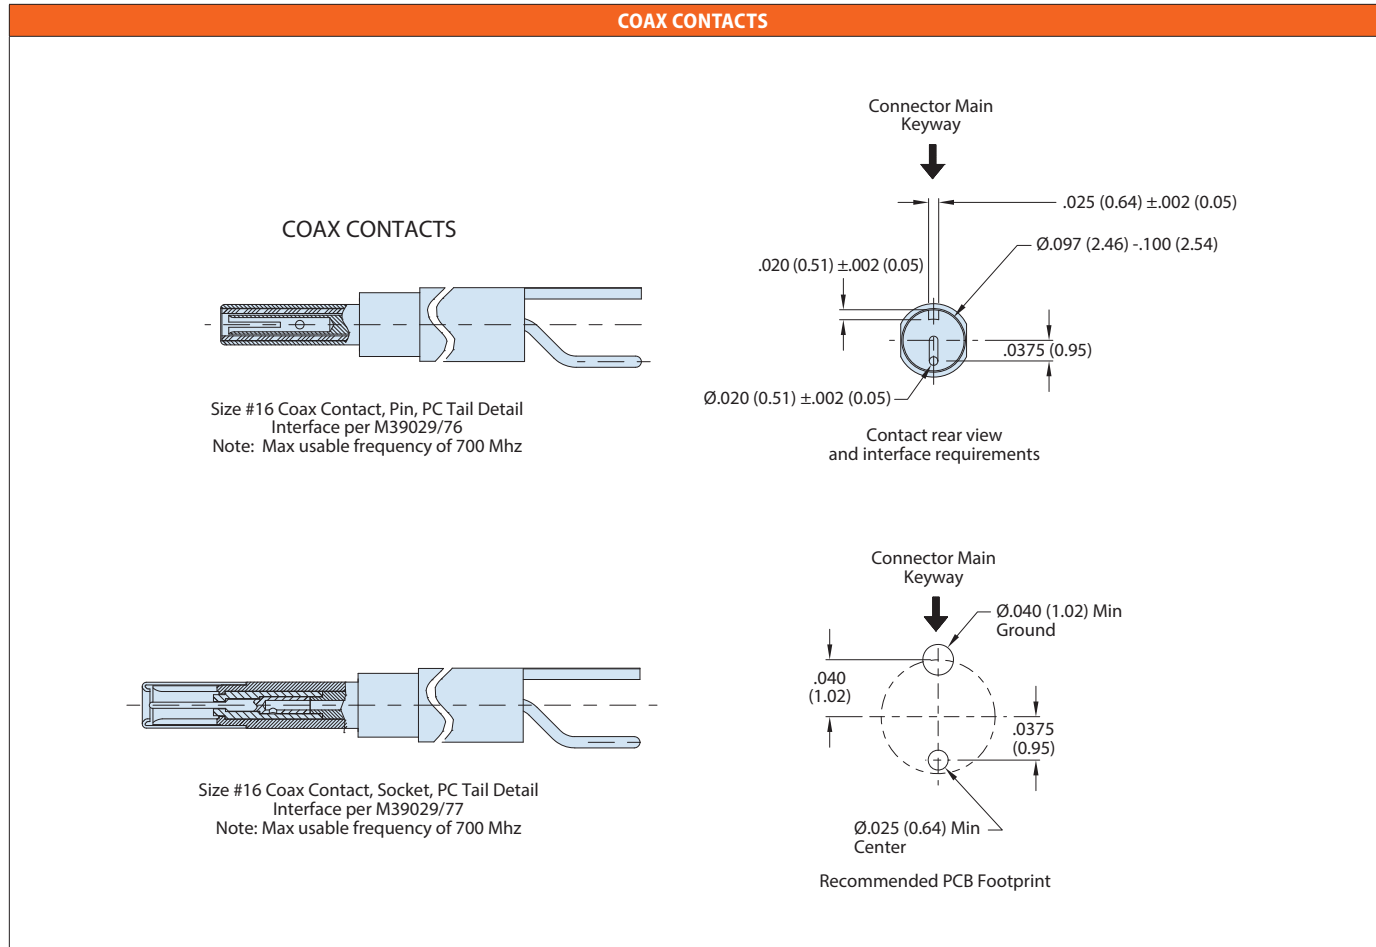 COAX CONTACTS
COAX CONTACTS
Size #16 Coax Contact, Pin, PC Tail Detail
Interface per M39029/76
Note: Max usable frequency of 700 Mhz
Connector Main
Keyway
.025 (0.64) ±.002 (0.05)
Ø.097 (2.46) -.100 (2.54)
.020 (0.51) ±.002 (0.05)
.0375 (0.95)
Ø.020 (0.51) ±.002 (0.05)
Contact rear view
and interface requirements
Size #16 Coax Contact, Socket, PC Tail Detail
Interface per M39029/77
Note: Max usable frequency of 700 Mhz
Connector Main
Keyway
Ø.040 (1.02) Min
Ground
.040
(1.02)
.0375
(0.95)
Ø.025 (0.64) Min
Center
Recommended PCB Footprint